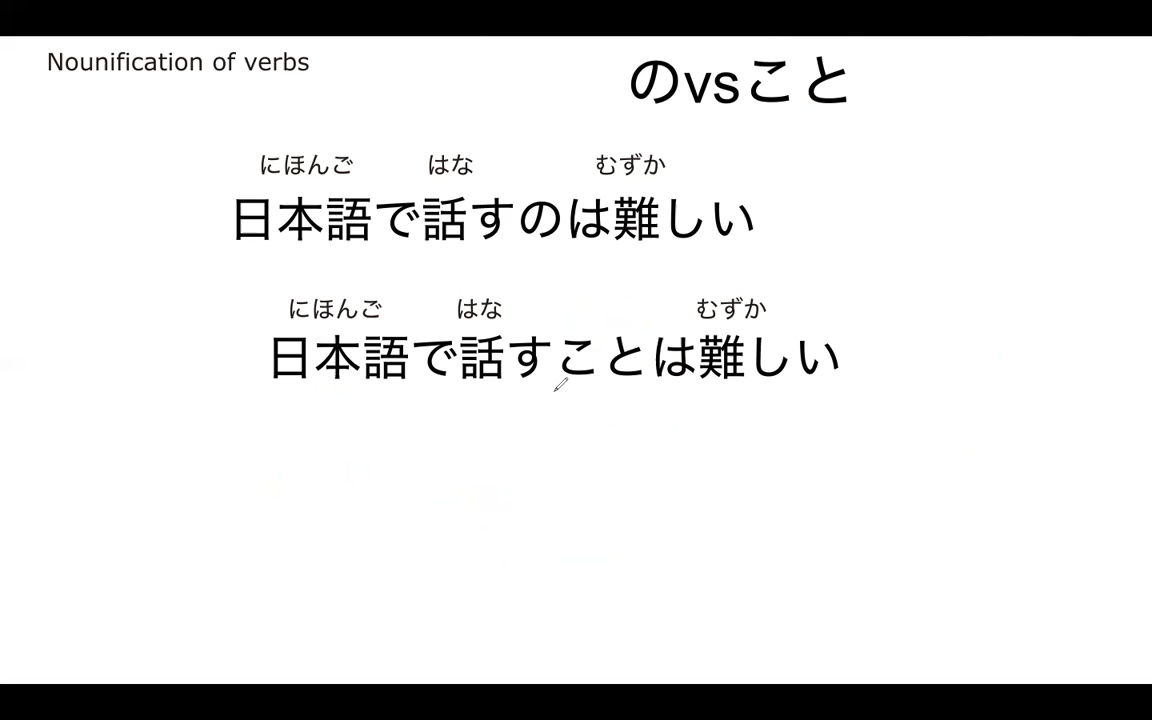 Nounification of verbs
のvsこと
にほんご はな むずか
日本語で話すのは難しい
にほんご はな むずか
日本語で話すことは難しい